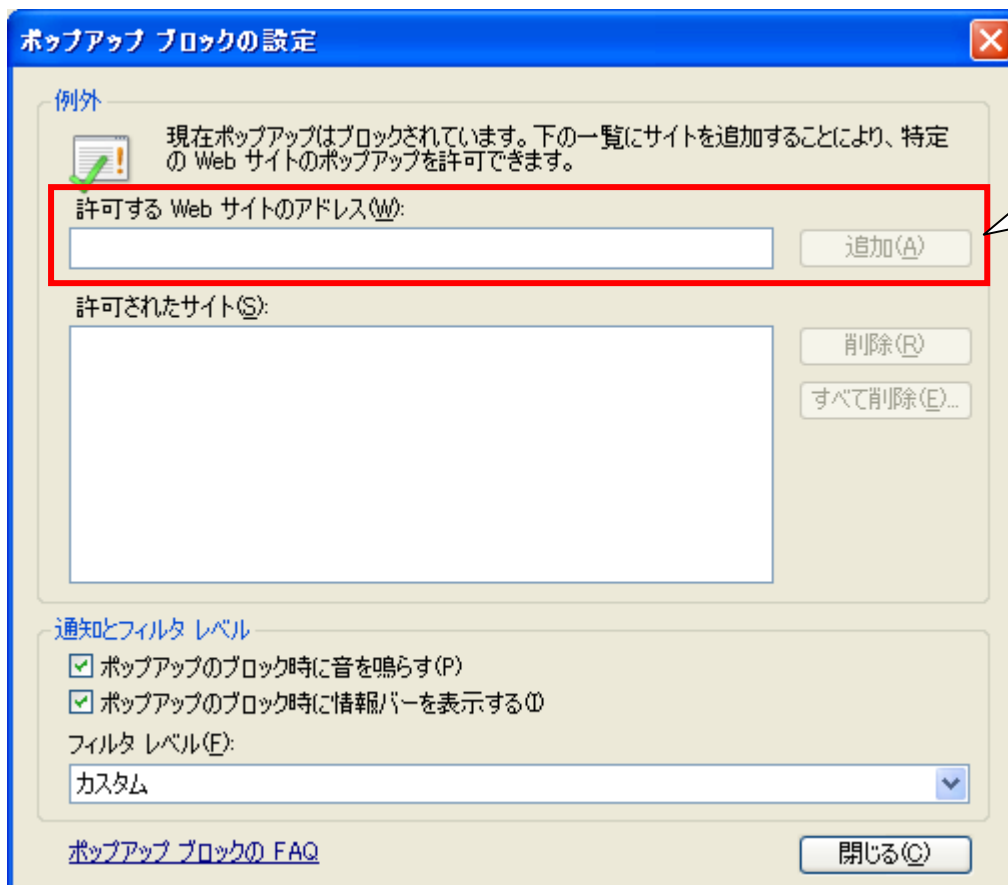 ポップアップ ブロックの設定
例外
現在ポップアップはブロックされています。下の一覧にサイトを追加することにより、特定
の Web サイトのポップアップを許可できます。
許可する Web サイトのアドレス(W):
追加(A)
許可されたサイト(S):
削除(R)
すべて削除(E)...
通知とフィルタ レベル
ポップアップのブロック時に音を鳴らす(P)
ポップアップのブロック時に情報バーを表示する(I)
フィルタ レベル(F):
カスタム
ポップアップ ブロックの FAQ
閉じる(C)